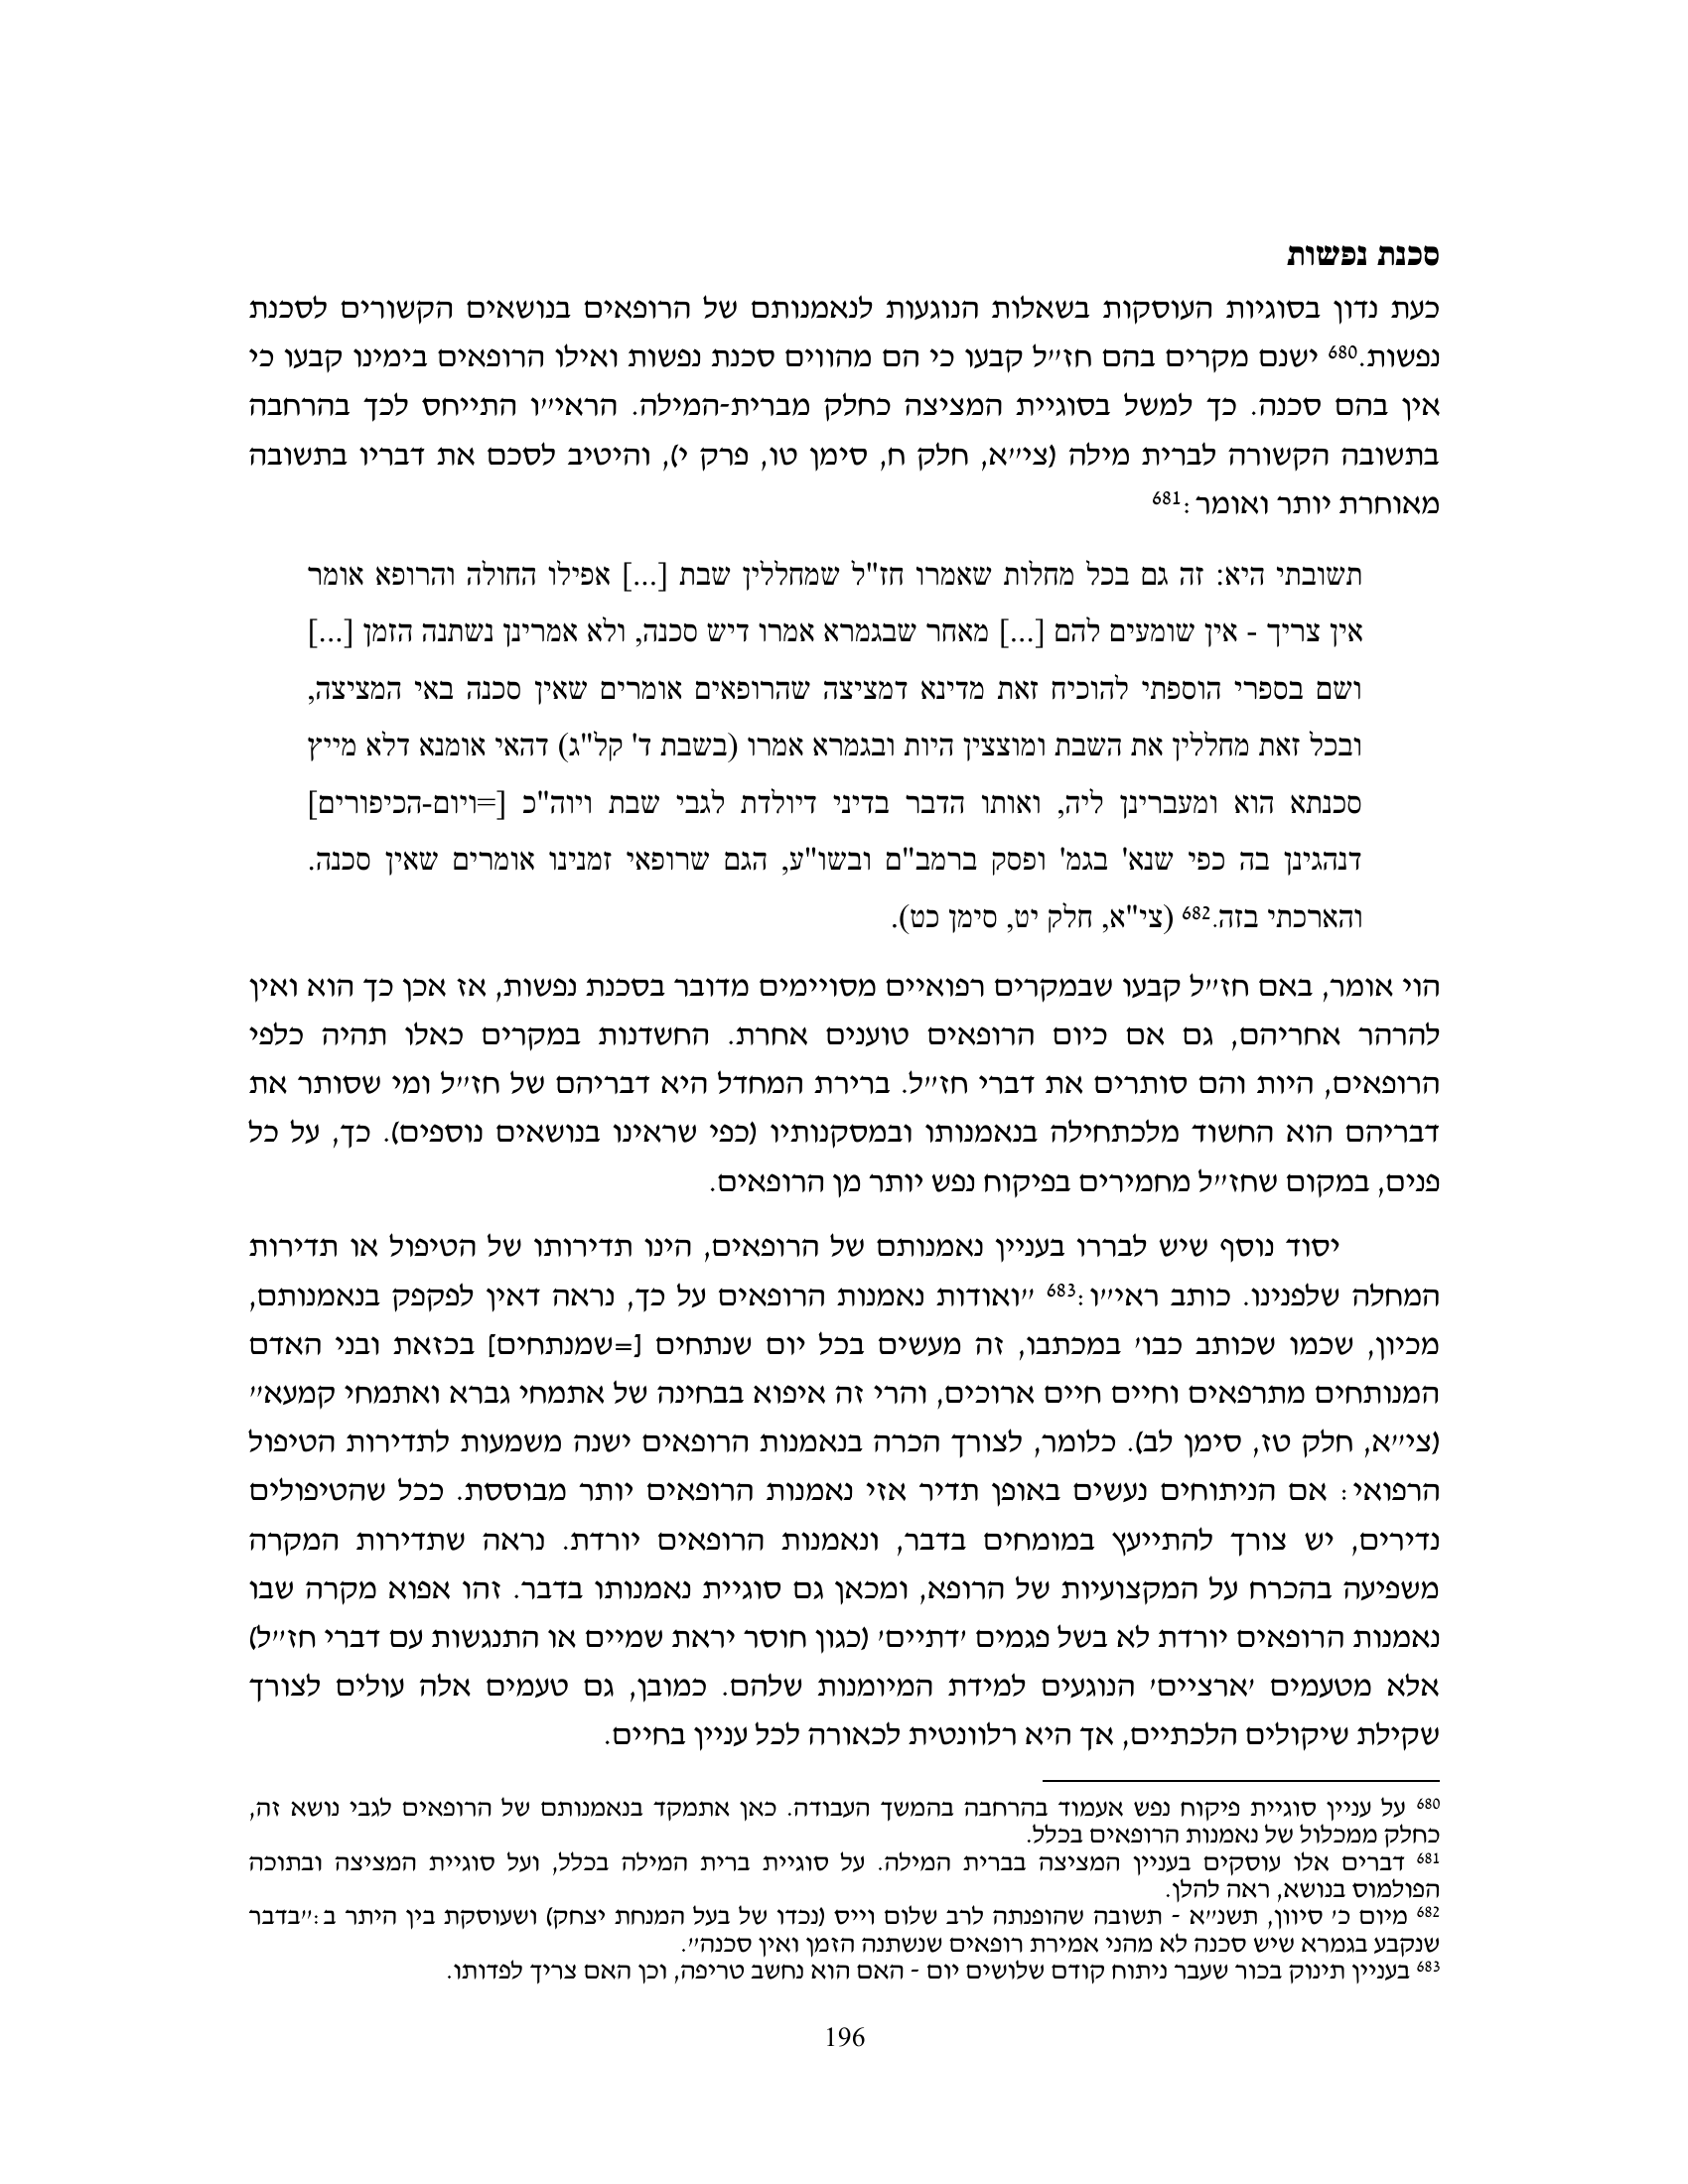 סכנת נפשות
כעת נדון בסוגיות העוסקות בשאלות הנוגעות לנאמנותם של הרופאים בנושאים הקשורים לסכנת
נפשות.680 ישנם מקרים בהם חז״ל קבעו כי הם מהווים סכנת נפשות ואילו הרופאים בימינו קבעו כי
אין בהם סכנה. כך למשל בסוגיית המציצה כחלק מברית-המילה. הראי״ו התייחס לכך בהרחבה
בתשובה הקשורה לברית מילה (צי״א, חלק ח, סימן טו, פרק י), והיטיב לסכם את דבריו בתשובה
מאוחרת יותר ואומר:681
תשובתי היא: זה גם בכל מחלות שאמרו חז"ל שמחללין שבת [...] אפילו החולה והרופא אומר
אין צריך - אין שומעים להם [...] מאחר שבגמרא אמרו דיש סכנה, ולא אמרינן נשתנה הזמן [...]
ושם בספרי הוספתי להוכיח זאת מדינא דמציצה שהרופאים אומרים שאין סכנה באי המציצה,
ובכל זאת מחללין את השבת ומוצצין היות ובגמרא אמרו (בשבת ד' קל"ג) דהאי אומנא דלא מייץ
סכנתא הוא ומעברינן ליה, ואותו הדבר בדיני דיולדת לגבי שבת ויוה"כ [=ויום-הכיפורים]
דנהגינן בה כפי שנא' בגמ' ופסק ברמב"ם ובשו"ע, הגם שרופאי זמנינו אומרים שאין סכנה.
והארכתי בזה.682 (צי"א, חלק יט, סימן כט).
הוי אומר, באם חז״ל קבעו שבמקרים רפואיים מסויימים מדובר בסכנת נפשות, אז אכן כך הוא ואין
להרהר אחריהם, גם אם כיום הרופאים טוענים אחרת. החשדנות במקרים כאלו תהיה כלפי
הרופאים, היות והם סותרים את דברי חז״ל. ברירת המחדל היא דבריהם של חז״ל ומי שסותר את
דבריהם הוא החשוד מלכתחילה בנאמנותו ובמסקנותיו (כפי שראינו בנושאים נוספים). כך, על כל
פנים, במקום שחז״ל מחמירים בפיקוח נפש יותר מן הרופאים.
יסוד נוסף שיש לבררו בעניין נאמנותם של הרופאים, הינו תדירותו של הטיפול או תדירות
המחלה שלפנינו. כותב ראי״ו:683 ״ואודות נאמנות הרופאים על כך, נראה דאין לפקפק בנאמנותם,
מכיון, שכמו שכותב כבו׳ במכתבו, זה מעשים בכל יום שנתחים [=שמנתחים] בכזאת ובני האדם
המנותחים מתרפאים וחיים חיים ארוכים, והרי זה איפוא בבחינה של אתמחי גברא ואתמחי קמעא״
(צי״א, חלק טז, סימן לב). כלומר, לצורך הכרה בנאמנות הרופאים ישנה משמעות לתדירות הטיפול
הרפואי: אם הניתוחים נעשים באופן תדיר אזי נאמנות הרופאים יותר מבוססת. ככל שהטיפולים
נדירים, יש צורך להתייעץ במומחים בדבר, ונאמנות הרופאים יורדת. נראה שתדירות המקרה
משפיעה בהכרח על המקצועיות של הרופא, ומכאן גם סוגיית נאמנותו בדבר. זהו אפוא מקרה שבו
נאמנות הרופאים יורדת לא בשל פגמים ׳דתיים׳ (כגון חוסר יראת שמיים או התנגשות עם דברי חז״ל)
אלא מטעמים ׳ארציים׳ הנוגעים למידת המיומנות שלהם. כמובן, גם טעמים אלה עולים לצורך
שקילת שיקולים הלכתיים, אך היא רלוונטית לכאורה לכל עניין בחיים.
680 על עניין סוגיית פיקוח נפש אעמוד בהרחבה בהמשך העבודה. כאן אתמקד בנאמנותם של הרופאים לגבי נושא זה,
כחלק ממכלול של נאמנות הרופאים בכלל.
681 דברים אלו עוסקים בעניין המציצה בברית המילה. על סוגיית ברית המילה בכלל, ועל סוגיית המציצה ובתוכה
הפולמוס בנושא, ראה להלן.
682 מיום כ׳ סיוון, תשנ״א - תשובה שהופנתה לרב שלום וייס (נכדו של בעל המנחת יצחק) ושעוסקת בין היתר ב:״בדבר
שנקבע בגמרא שיש סכנה לא מהני אמירת רופאים שנשתנה הזמן ואין סכנה״.
683 בעניין תינוק בכור שעבר ניתוח קודם שלושים יום - האם הוא נחשב טריפה, וכן האם צריך לפדותו.
196